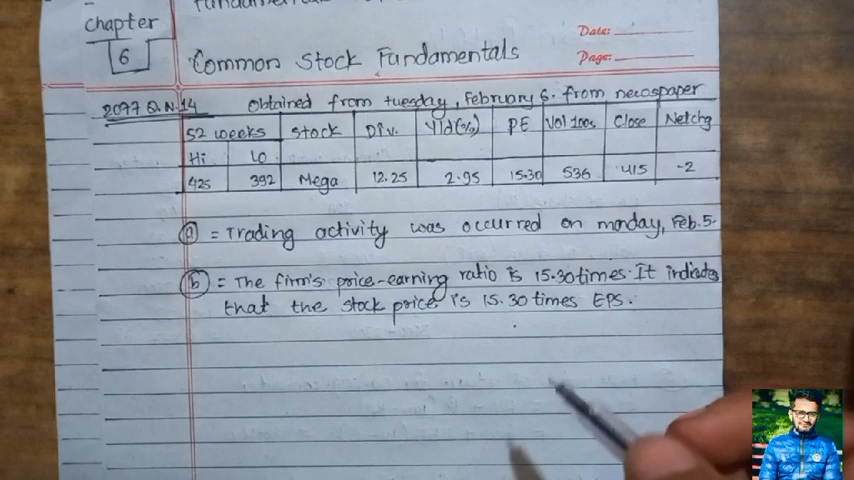 Fundamental
chapter
6
Common Stock Fundamentals
Date:
Page:
2077 Q.N.14 Obtained from tuesday, February 6. from newspaper
52 weeks Stock Div. Yld(%) PE Vol 100s Close Netchg
Hi Lo
425 392 Mega 12.25 2.95 15.30 536 415 -2
(a) = Trading activity was occurred on monday, Feb.5.
(b) = The firm's price-earning ratio is 15.30 times. It indicates
that the stock price is 15.30 times EPS.